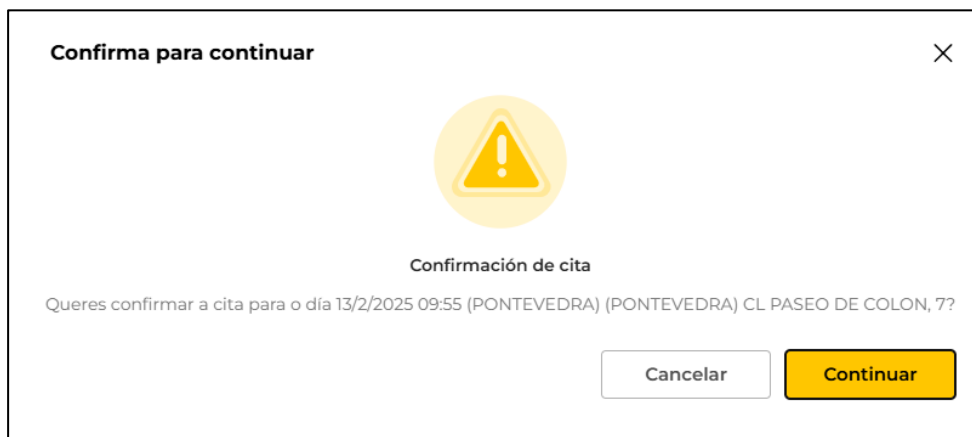 Confirma para continuar
Confirmación de cita
Queres confirmar a cita para o día 13/2/2025 09:55 (PONTEVEDRA) (PONTEVEDRA) CL PASEO DE COLON, 7?
Cancelar
Continuar